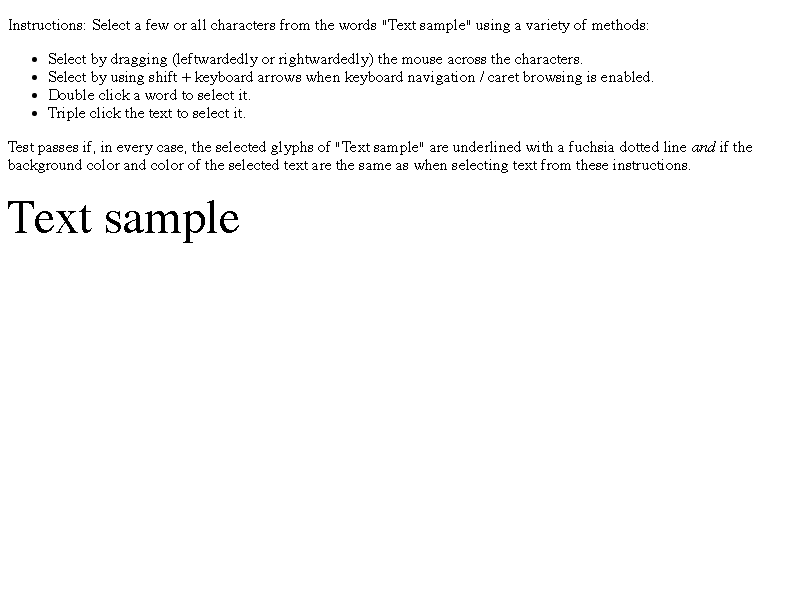 Instructions: Select a few or all characters from the words "Text sample" using a variety of methods:
Select by dragging (leftwardedly or rightwardedly) the mouse across the characters.
Select by using shift + keyboard arrows when keyboard navigation / caret browsing is enabled.
Double click a word to select it.
Triple click the text to select it.
Test passes if, in every case, the selected glyphs of "Text sample" are underlined with a fuchsia dotted line and if the
background color and color of the selected text are the same as when selecting text from these instructions.
Text sample